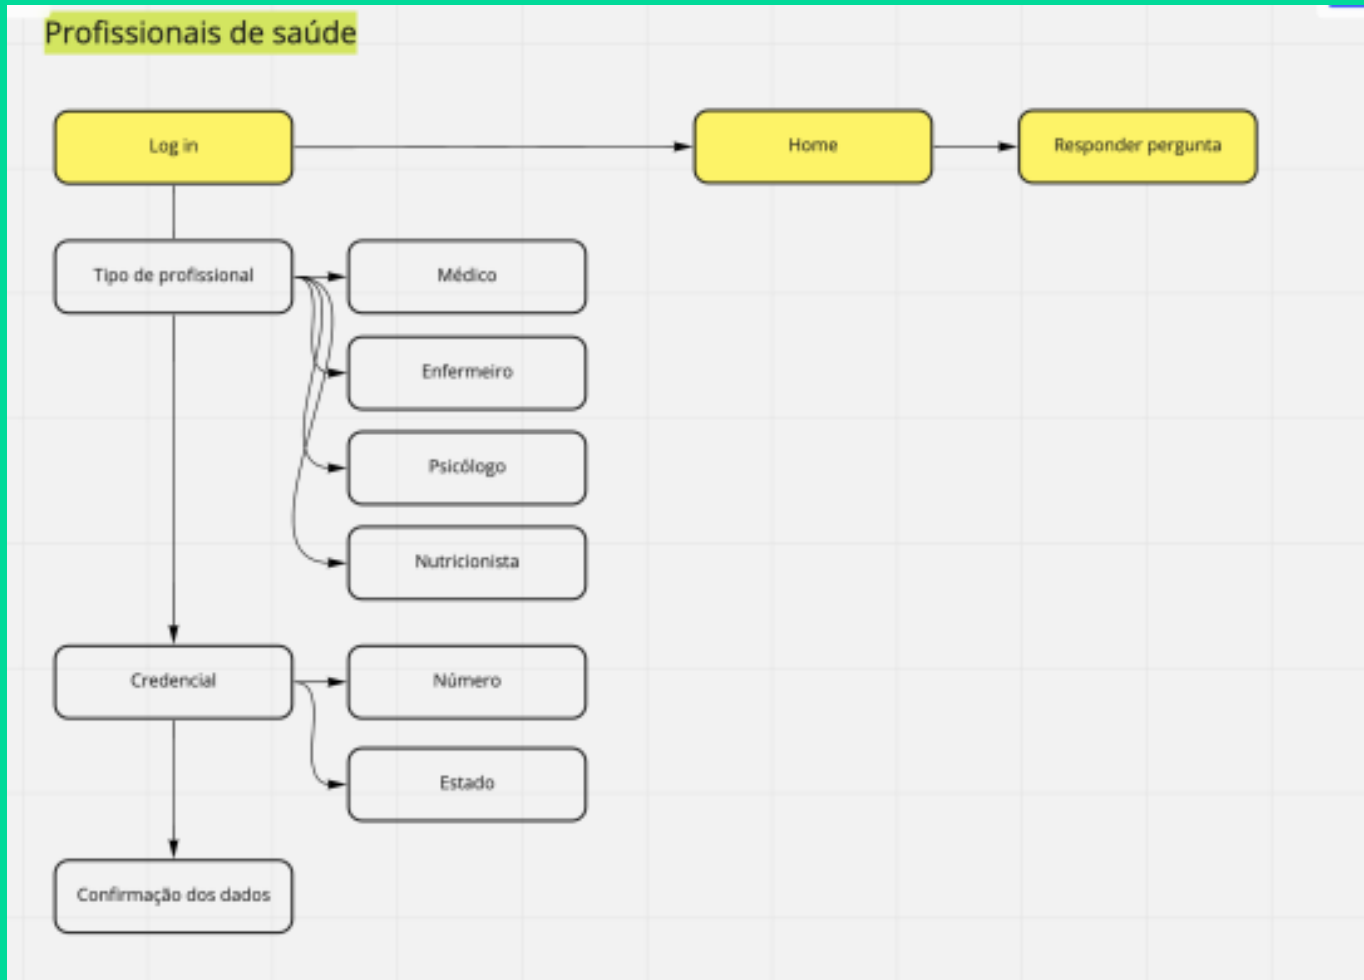 Profissionais de saúde
Log in
Home
Responder pergunta
Tipo de profissional
Médico
Enfermeiro
Psicólogo
Nutricionista
Credencial
Número
Estado
Confirmação dos dados